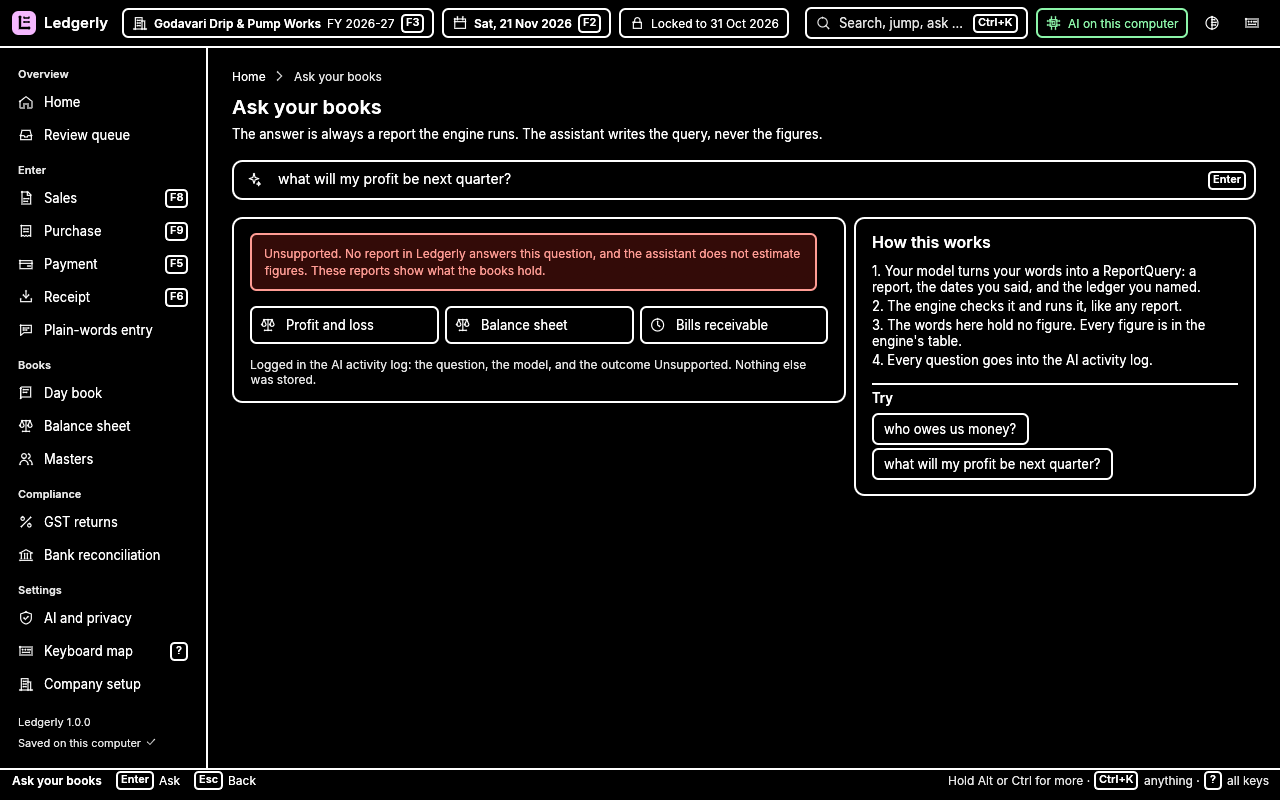 Ledgerly
Godavari Drip & Pump Works FY 2026-27 F3
Sat, 21 Nov 2026 F2
Locked to 31 Oct 2026
Search, jump, ask ... Ctrl+K
AI on this computer
Overview
Home
Review queue
Enter
Sales F8
Purchase F9
Payment F5
Receipt F6
Plain-words entry
Books
Day book
Balance sheet
Masters
Compliance
GST returns
Bank reconciliation
Settings
AI and privacy
Keyboard map ?
Company setup
Ledgerly 1.0.0
Saved on this computer
Home > Ask your books
Ask your books
The answer is always a report the engine runs. The assistant writes the query, never the figures.
what will my profit be next quarter? Enter
Unsupported. No report in Ledgerly answers this question, and the assistant does not estimate
figures. These reports show what the books hold.
Profit and loss
Balance sheet
Bills receivable
Logged in the AI activity log: the question, the model, and the outcome Unsupported. Nothing else
was stored.
How this works
1. Your model turns your words into a ReportQuery: a
report, the dates you said, and the ledger you named.
2. The engine checks it and runs it, like any report.
3. The words here hold no figure. Every figure is in the
engine's table.
4. Every question goes into the AI activity log.
Try
who owes us money?
what will my profit be next quarter?
Ask your books Enter Ask Esc Back
Hold Alt or Ctrl for more · Ctrl+K anything · ? all keys